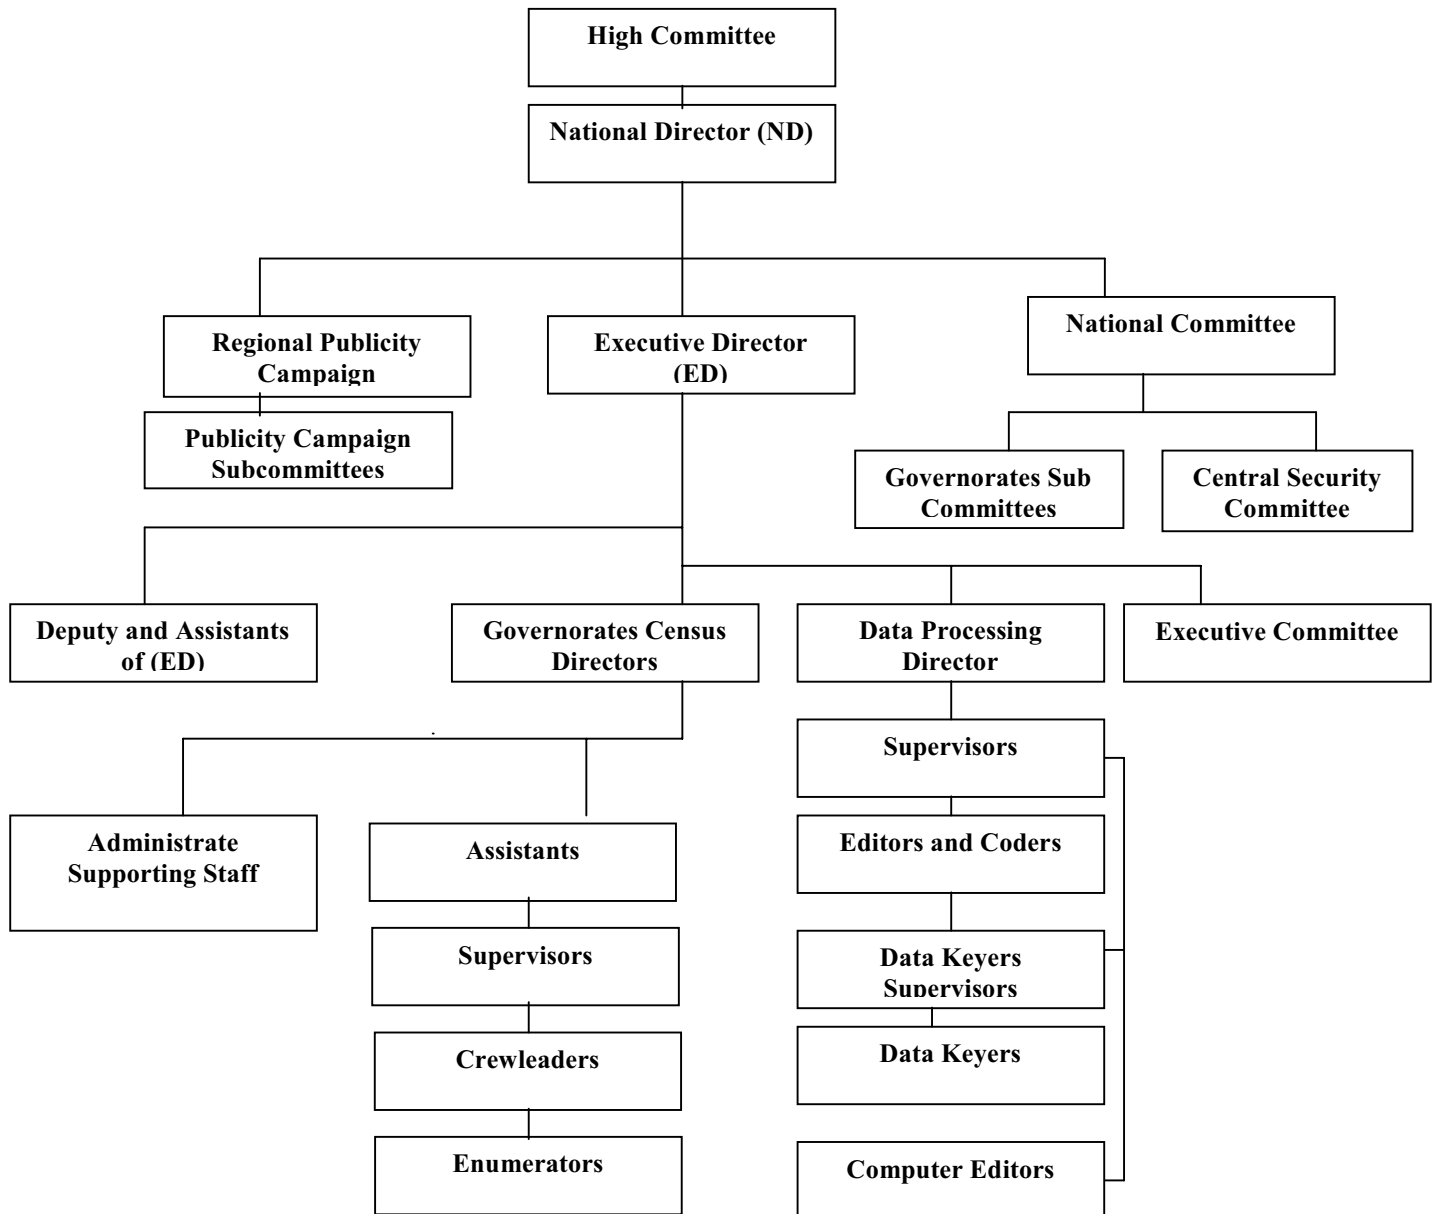 High Committee
National Director (ND)
Regional Publicity
Campaign
Executive Director
(ED)
National Committee
Publicity Campaign
Subcommittees
Governorates Sub
Committees
Central Security
Committee
Deputy and Assistants
of (ED)
Governorates Census
Directors
Data Processing
Director
Executive Committee
Administrate
Supporting Staff
Assistants
Supervisors
Crewleaders
Enumerators
Supervisors
Editors and Coders
Data Keyers
Supervisors
Data Keyers
Computer Editors